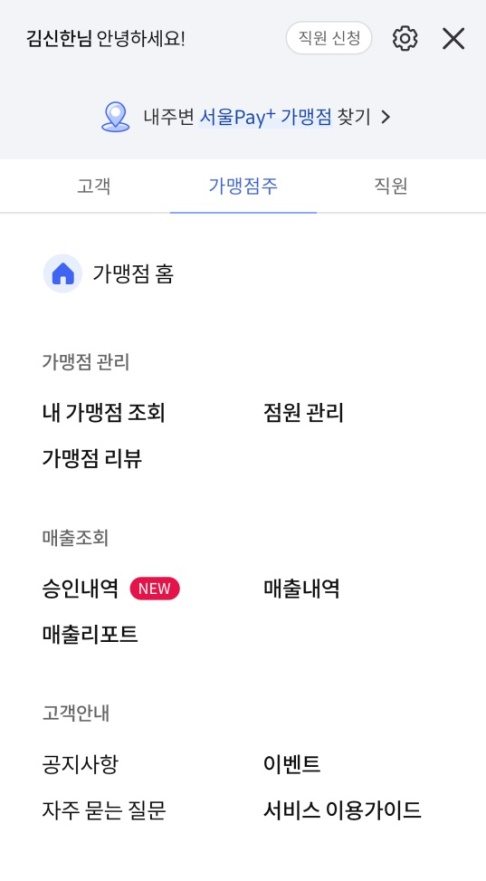 김신한님 안녕하세요! 직원 신청
내주변 서울Pay+ 가맹점 찾기 >
고객 가맹점주 직원
가맹점 홈
가맹점 관리
내 가맹점 조회 점원 관리
가맹점 리뷰
매출조회
승인내역 NEW 매출내역
매출리포트
고객안내
공지사항 이벤트
자주 묻는 질문 서비스 이용가이드